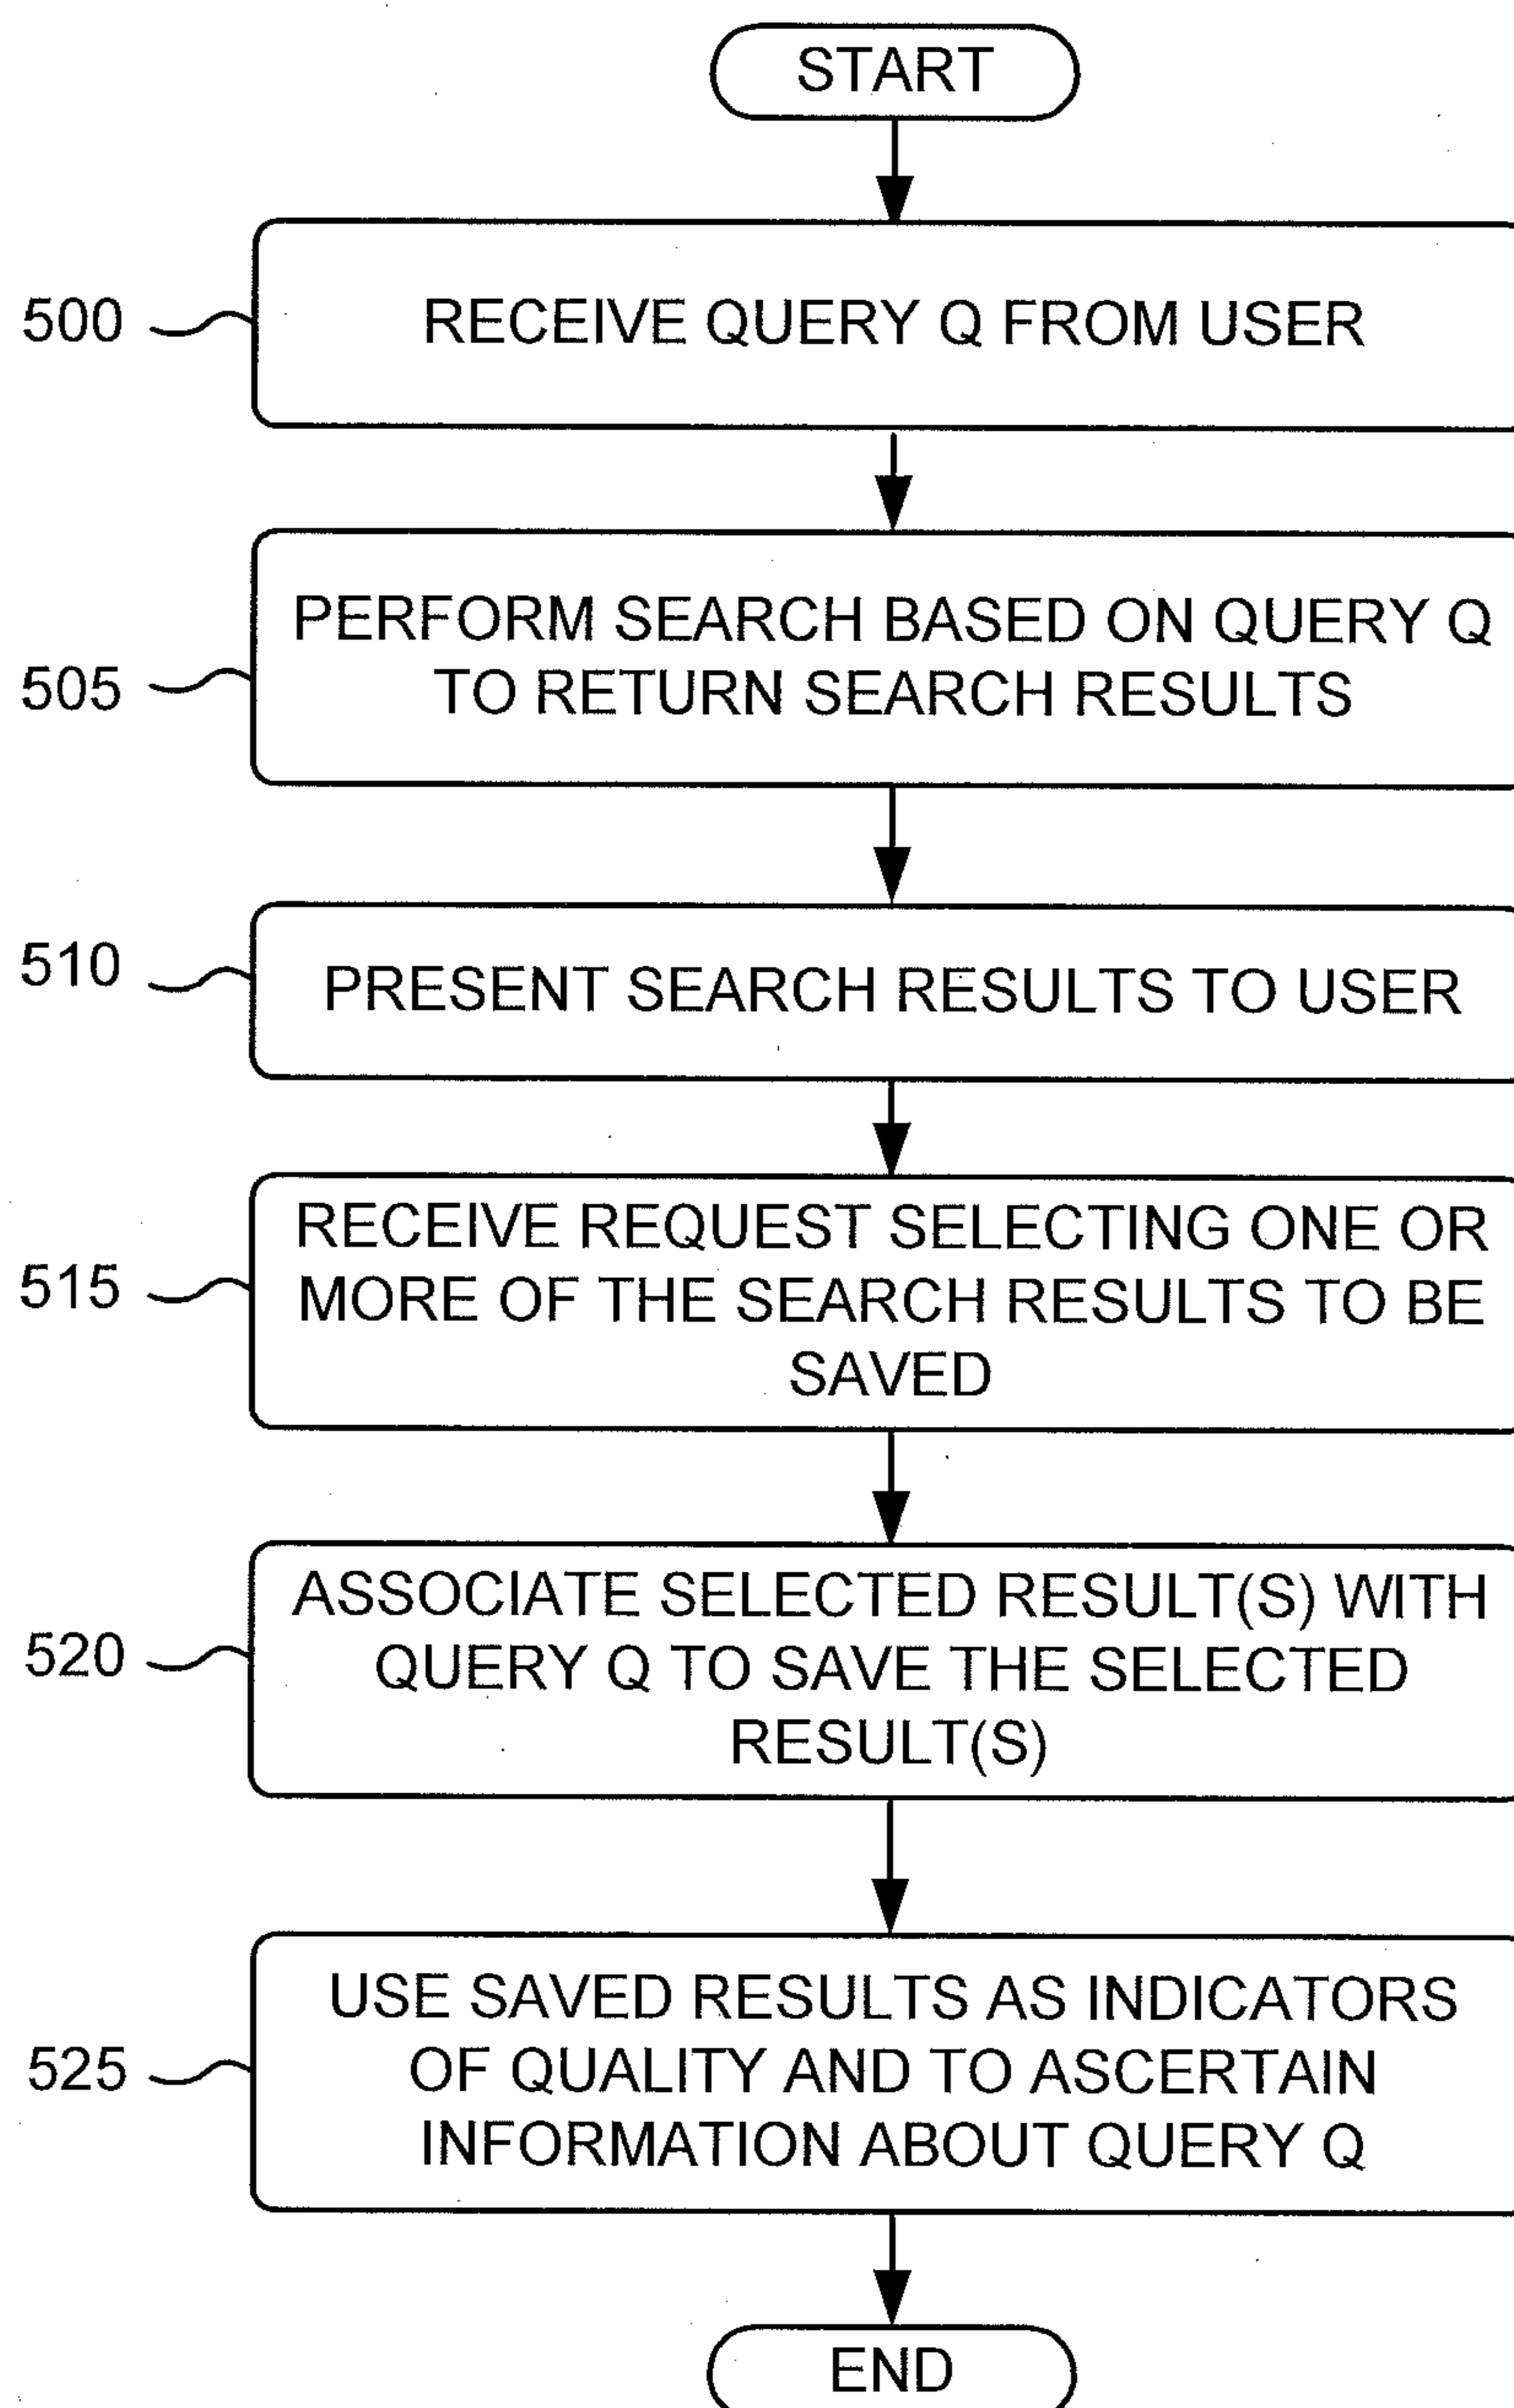 START
500
RECEIVE QUERY Q FROM USER
PERFORM SEARCH BASED ON QUERY Q
505
TO RETURN SEARCH RESULTS
510
PRESENT SEARCH RESULTS TO USER
RECEIVE REQUEST SELECTING ONE OR
515
MORE OF THE SEARCH RESULTS TO BE
SAVED
ASSOCIATE SELECTED RESULT(S) WITH
520
QUERY Q TO SAVE THE SELECTED
RESULT(S)
USE SAVED RESULTS AS INDICATORS
525
OF QUALITY AND TO ASCERTAIN
INFORMATION ABOUT QUERY Q
END